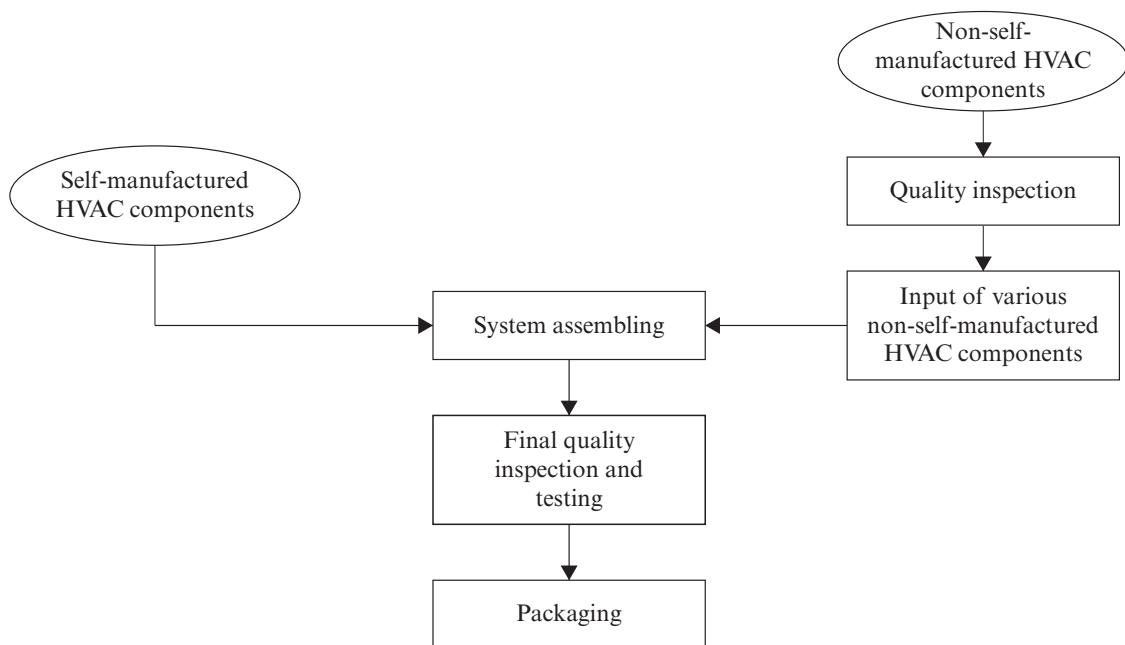 Non-self-
manufactured HVAC
components
Self-manufactured
HVAC components
Quality inspection
Input of various
non-self-manufactured
HVAC components
System assembling
Final quality
inspection and
testing
Packaging